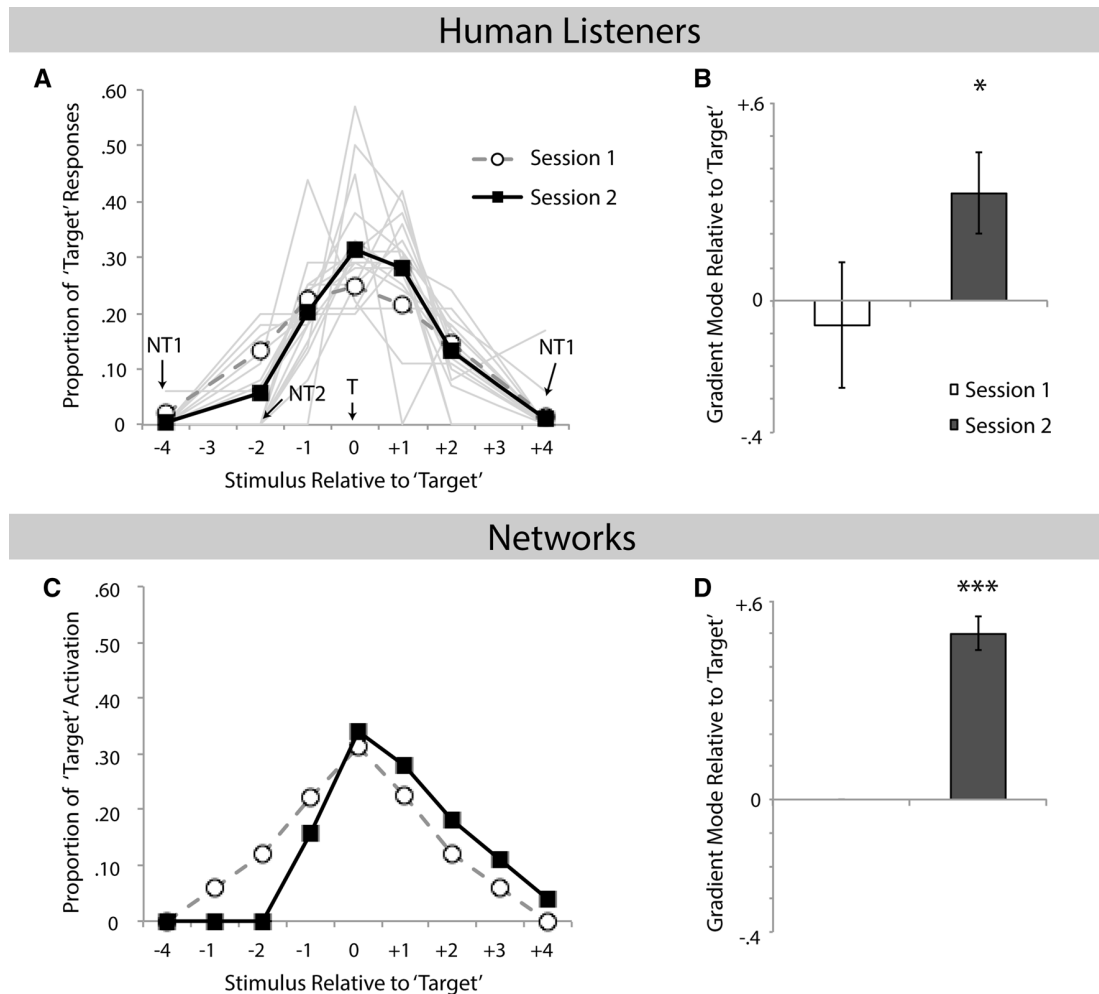 Human Listeners
A
Proportion of 'Target' Responses
.60
.50
.40
.30
.20
.10
0
Session 1
Session 2
NT1
NT2
T
NT1
-4 -3 -2 -1 0 +1 +2 +4
Stimulus Relative to 'Target'
B
*
Gradient Mode Relative to 'Target'
+.6
0
-.4
Session 1
Session 2
Networks
C
Proportion of 'Target' Activation
.60
.50
.40
.30
.20
.10
0
-4 -1 -2 -1 0 +1 +2 +3 +4
Stimulus Relative to 'Target'
D
***
Gradient Mode Relative to 'Target'
+.6
0
-.4